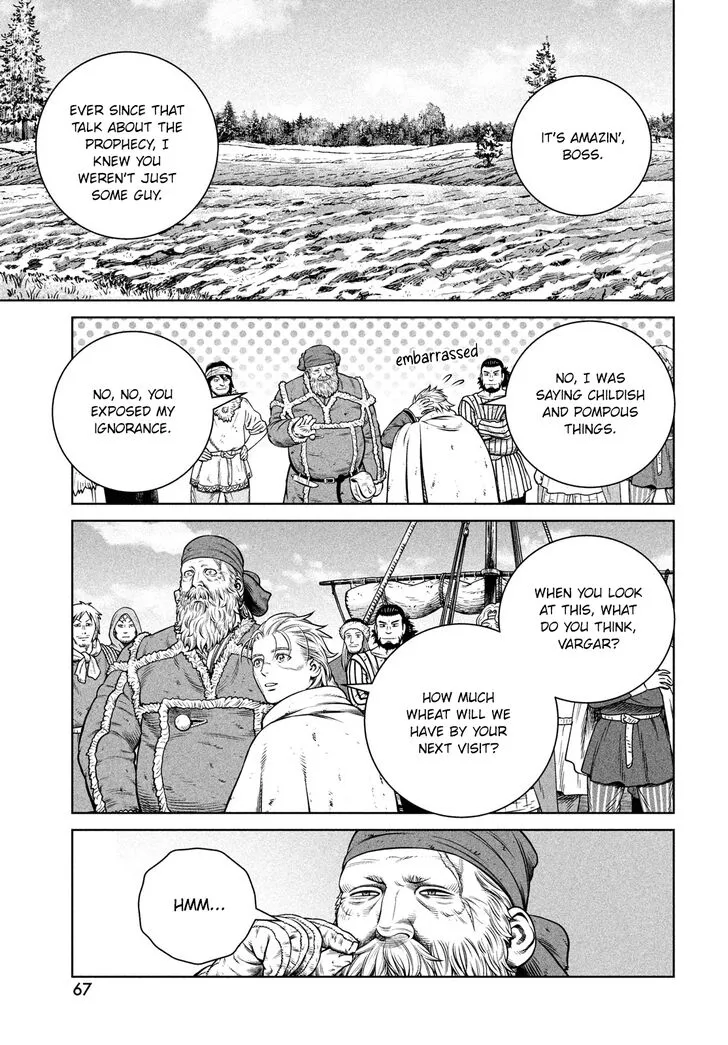 IT'S AMAZIN',
BOSS.
EVER SINCE THAT
TALK ABOUT THE
PROPHECY, I
KNEW YOU
WEREN'T JUST
SOME GUY.
NO, I WAS
SAYING CHILDISH
AND POMPOUS
THINGS.
embarrassed
NO, NO, YOU
EXPOSED MY
IGNORANCE.
WHEN YOU LOOK
AT THIS, WHAT
DO YOU THINK,
VARGAR?
HOW MUCH
WHEAT WILL WE
HAVE BY YOUR
NEXT VISIT?
HMM...
67